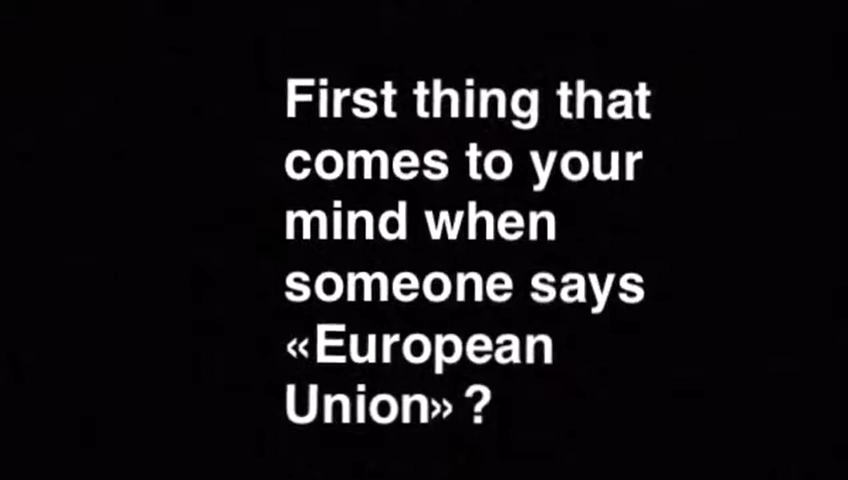 First thing that
comes to your
mind when
someone says
«European
Union» ?